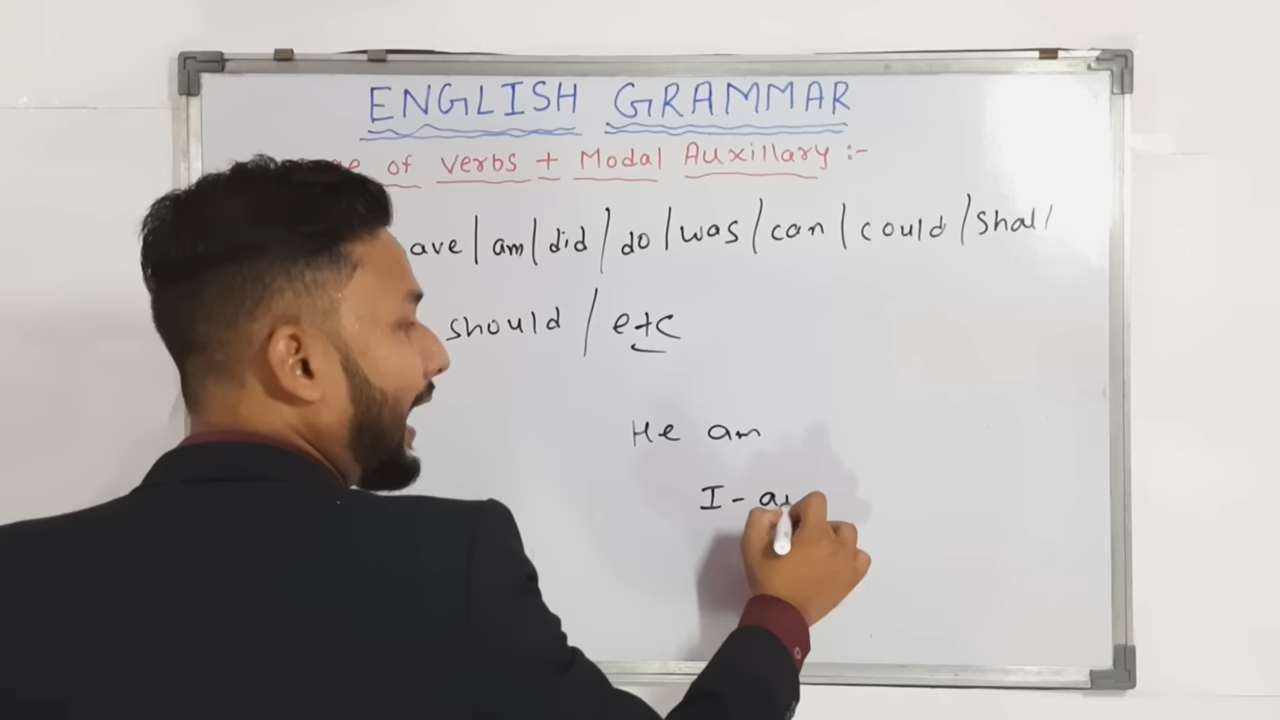 ENGLISH GRAMMAR
of Verbs + Modal Auxillary :-
ave / am / did / do / was / can / could / shall /
should / etc
He am
I - a